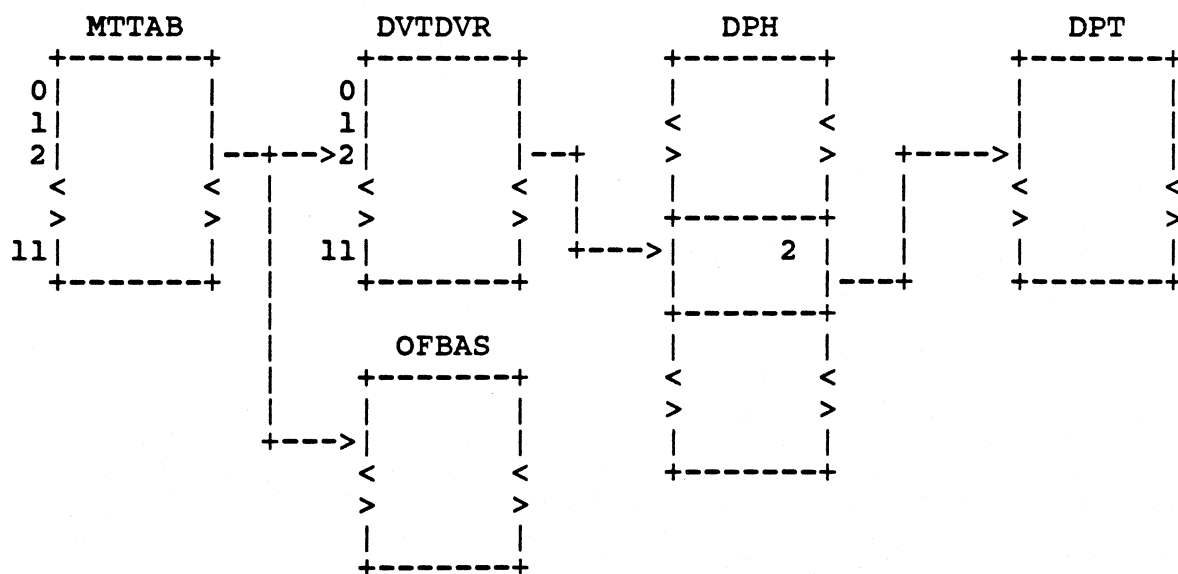 MTTAB DVTDVR DPH DPT
0 0
1 1
2 2
11 11 2
OFBAS